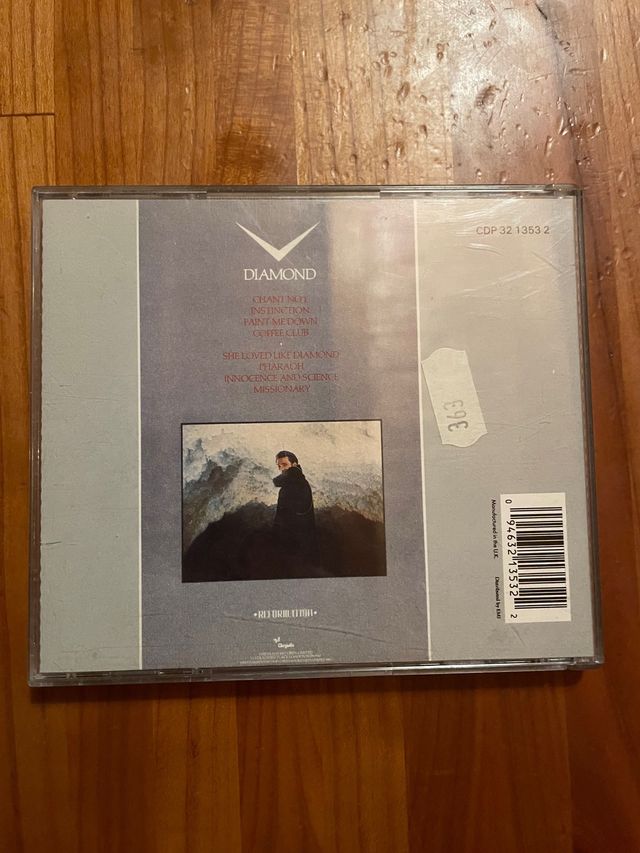 CDP 32 1353 2
DIAMOND
CHANT NO.1
INSTINCTION
PAINT ME DOWN
COFFEE CLUB
SHE LOVED LIKE DIAMOND
PHARAOH
INNOCENCE AND SCIENCE
MISSIONARY
363
•REFORMATION•
Chrysalis
Manufactured in the U.K.
Distributed by EMI
0 94632 13532 2